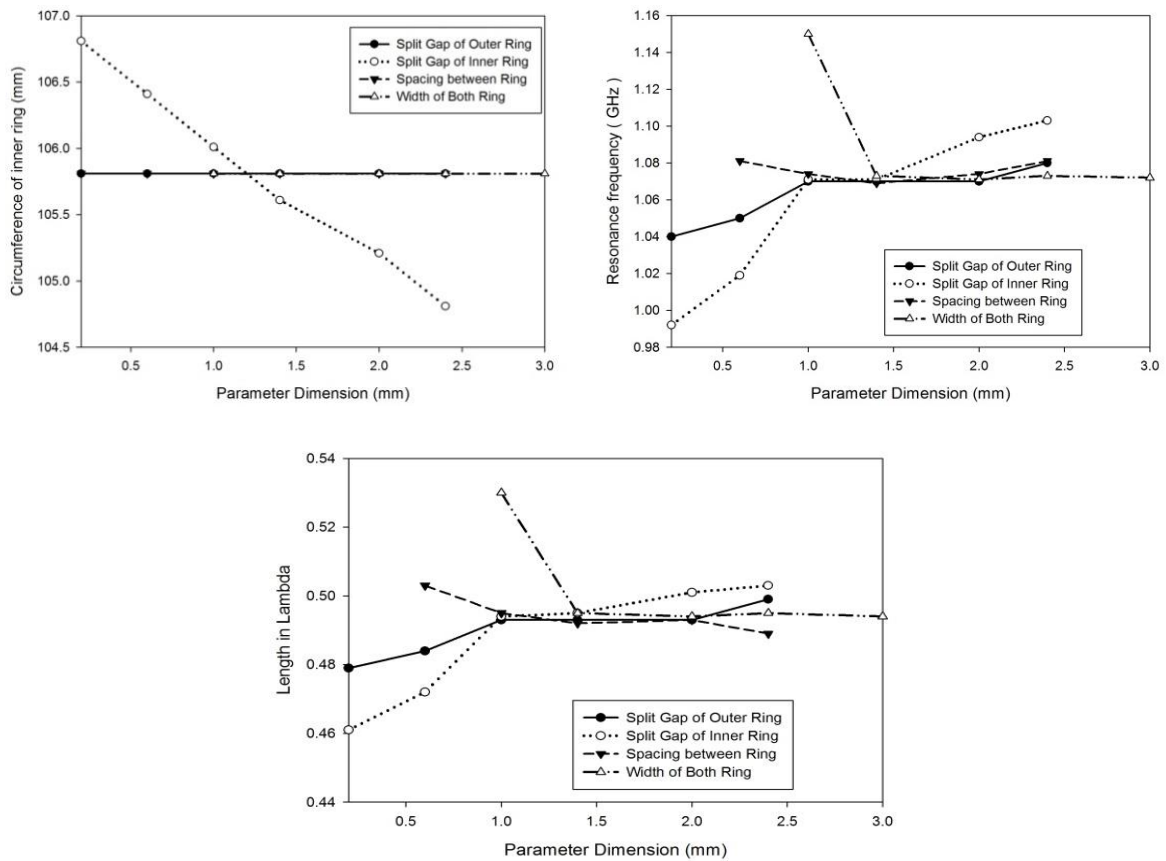 107.0
106.5
106.0
105.5
105.0
104.5
Circumference of inner ring (mm)
Split Gap of Outer Ring
Split Gap of Inner Ring
Spacing between Ring
Width of Both Ring
0.5 1.0 1.5 2.0 2.5 3.0
Parameter Dimension (mm)
1.16
1.14
1.12
1.10
1.08
1.06
1.04
1.02
1.00
0.98
Resonance frequency ( GHz )
Split Gap of Outer Ring
Split Gap of Inner Ring
Spacing between Ring
Width of Both Ring
0.5 1.0 1.5 2.0 2.5 3.0
Parameter Dimension (mm)
0.54
0.52
0.50
0.48
0.46
0.44
Length in Lambda
Split Gap of Outer Ring
Split Gap of Inner Ring
Spacing between Ring
Width of Both Ring
0.5 1.0 1.5 2.0 2.5 3.0
Parameter Dimension (mm)